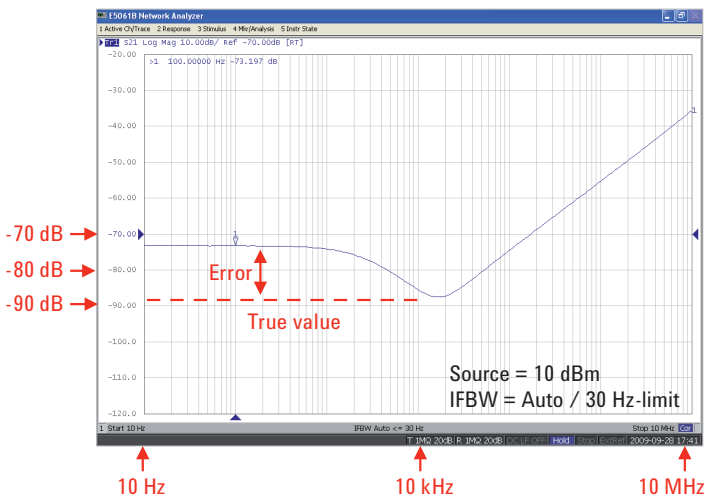 E5061B Network Analyzer
1 Active Ch/Trace 2 Response 3 Stimulus 4 Mkr/Analysis 5 Instr State
Tr1 S21 Log Mag 10.00dB/ Ref -70.00dB [RT]
-20.00
>1 100.00000 Hz -73.197 dB
-30.00
-40.00
1
-50.00
-60.00
-70 dB
-70.00
1
-80 dB
-80.00
Error
-90 dB
-90.00
True value
-100.0
-110.0
Source = 10 dBm
IFBW = Auto / 30 Hz-limit
-120.0
1 Start 10 Hz
IFBW Auto <= 30 Hz
Stop 10 MHz Cor
T 1MΩ 20dB R 1MΩ 20dB DC LF OFF Hold Stop ExtRef 2009-09-28 17:41
10 Hz
10 kHz
10 MHz